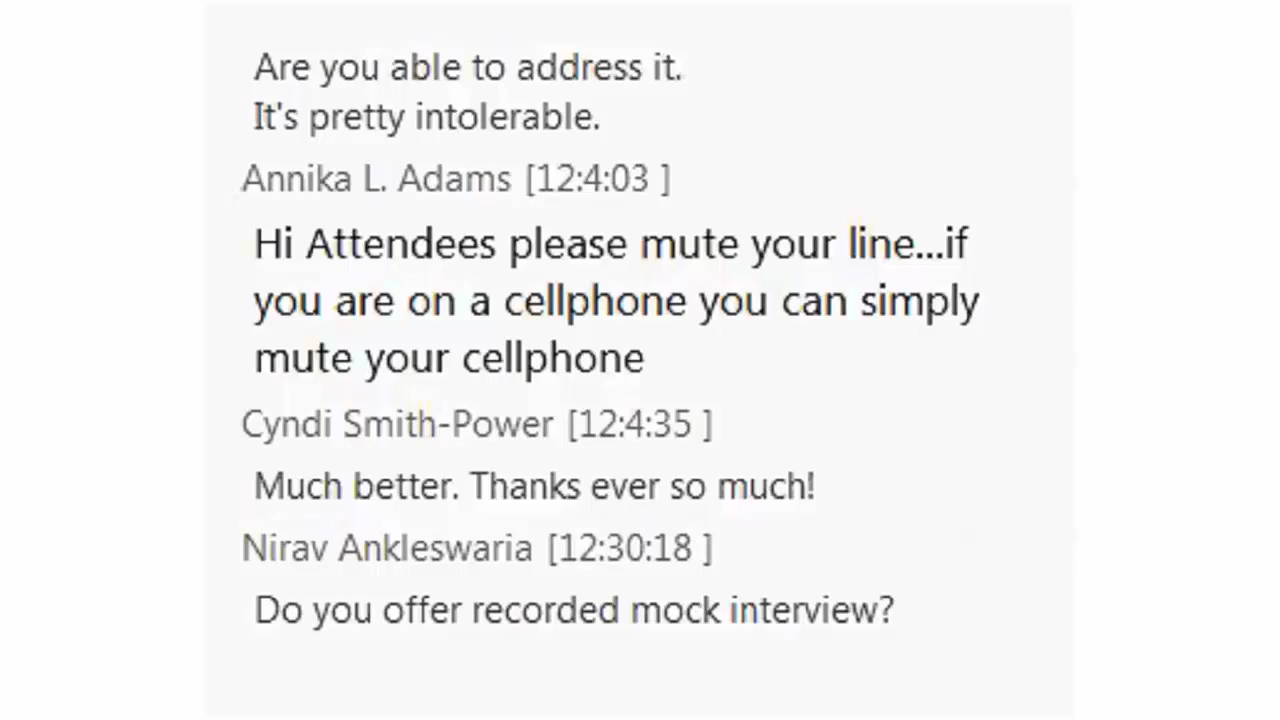 Are you able to address it.
It's pretty intolerable.
Annika L. Adams [12:4:03 ]
Hi Attendees please mute your line...if
you are on a cellphone you can simply
mute your cellphone
Cyndi Smith-Power [12:4:35 ]
Much better. Thanks ever so much!
Nirav Ankleswaria [12:30:18 ]
Do you offer recorded mock interview?